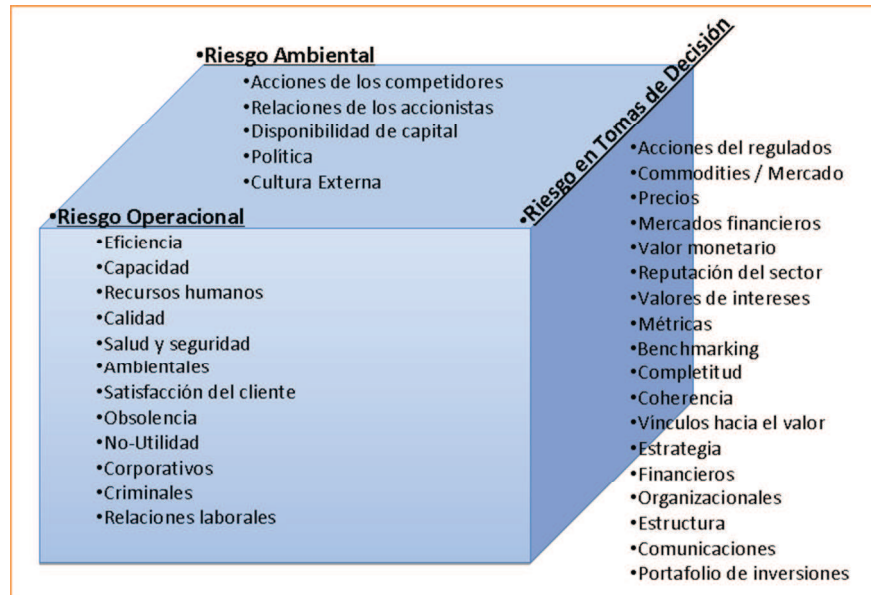 •Riesgo Ambiental
•Acciones de los competidores
•Relaciones de los accionistas
•Disponibilidad de capital
•Política
•Cultura Externa
•Riesgo Operacional
•Eficiencia
•Capacidad
•Recursos humanos
•Calidad
•Salud y seguridad
•Ambientales
•Satisfacción del cliente
•Obsolencia
•No-Utilidad
•Corporativos
•Criminales
•Relaciones laborales
•Riesgo en Tomas de Decisión
•Acciones del regulados
•Commodities / Mercado
•Precios
•Mercados financieros
•Valor monetario
•Reputación del sector
•Valores de intereses
•Métricas
•Benchmarking
•Completitud
•Coherencia
•Vínculos hacia el valor
•Estrategia
•Financieros
•Organizacionales
•Estructura
•Comunicaciones
•Portafolio de inversiones